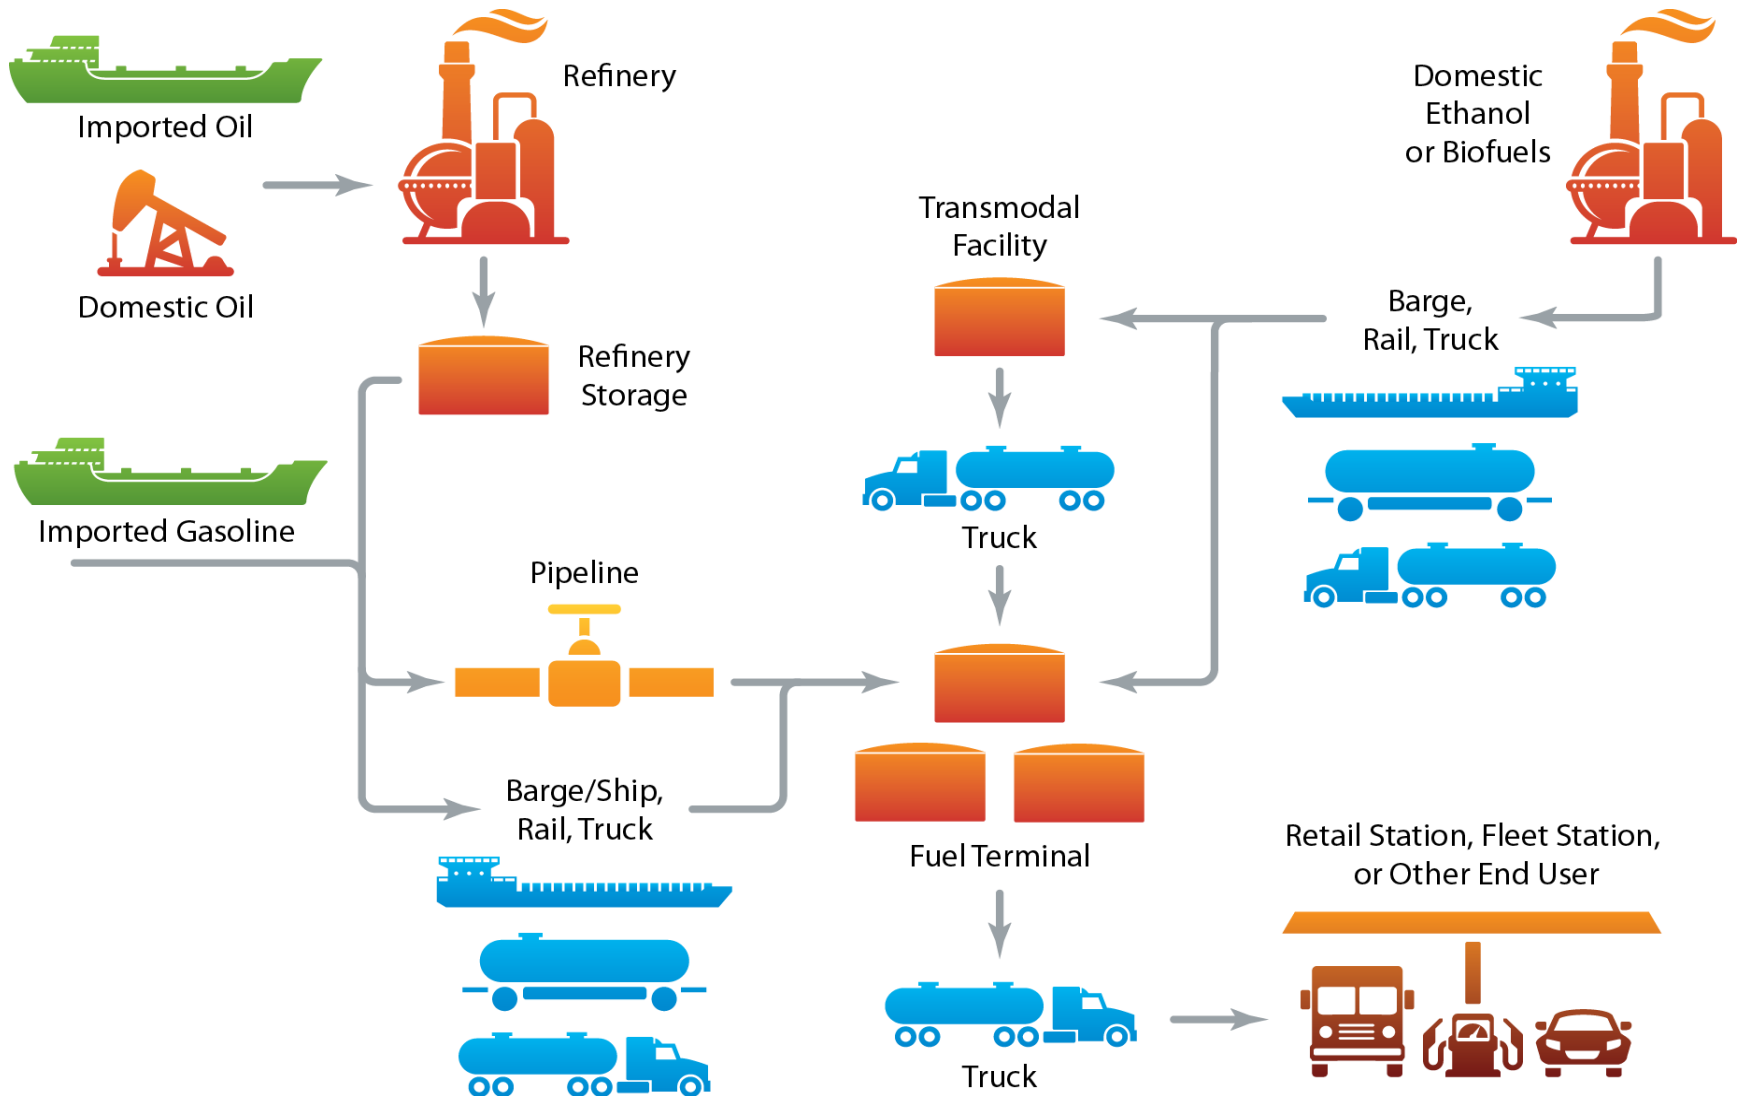 Imported Oil
Refinery
Domestic Oil
Refinery
Storage
Imported Gasoline
Pipeline
Barge/Ship,
Rail, Truck
Transmodal
Facility
Truck
Fuel Terminal
Truck
Domestic
Ethanol
or Biofuels
Barge,
Rail, Truck
Retail Station, Fleet Station,
or Other End User